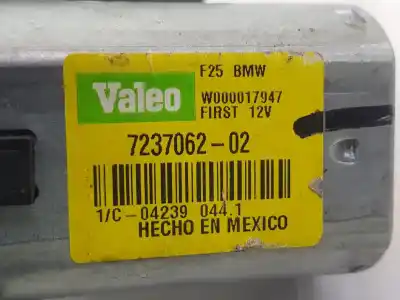 F25 BMW
Valeo
W000017947
FIRST 12V
7237062-02
1/C-04239 044.1
HECHO EN MEXICO